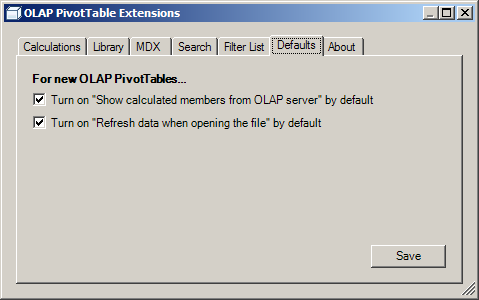 OLAP PivotTable Extensions
Calculations Library MDX Search Filter List Defaults About
For new OLAP PivotTables...
Turn on "Show calculated members from OLAP server" by default
Turn on "Refresh data when opening the file" by default
Save